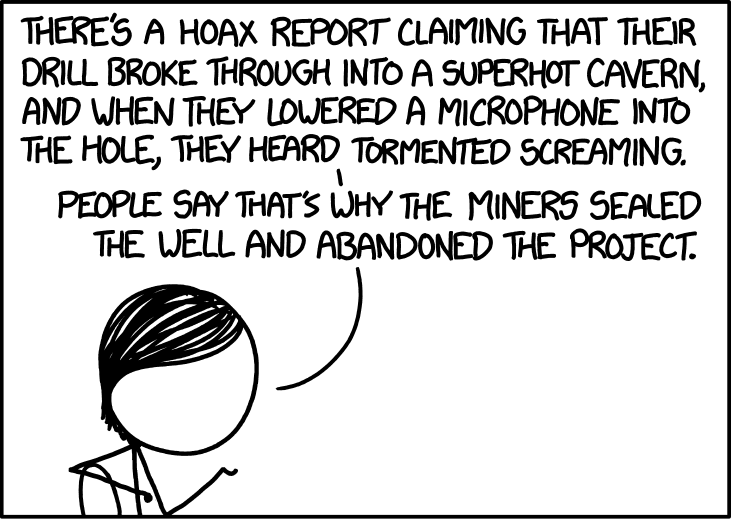 THERE'S A HOAX REPORT CLAIMING THAT THEIR
DRILL BROKE THROUGH INTO A SUPERHOT CAVERN,
AND WHEN THEY LOWERED A MICROPHONE INTO
THE HOLE, THEY HEARD TORMENTED SCREAMING.
PEOPLE SAY THAT'S WHY THE MINERS SEALED
THE WELL AND ABANDONED THE PROJECT.